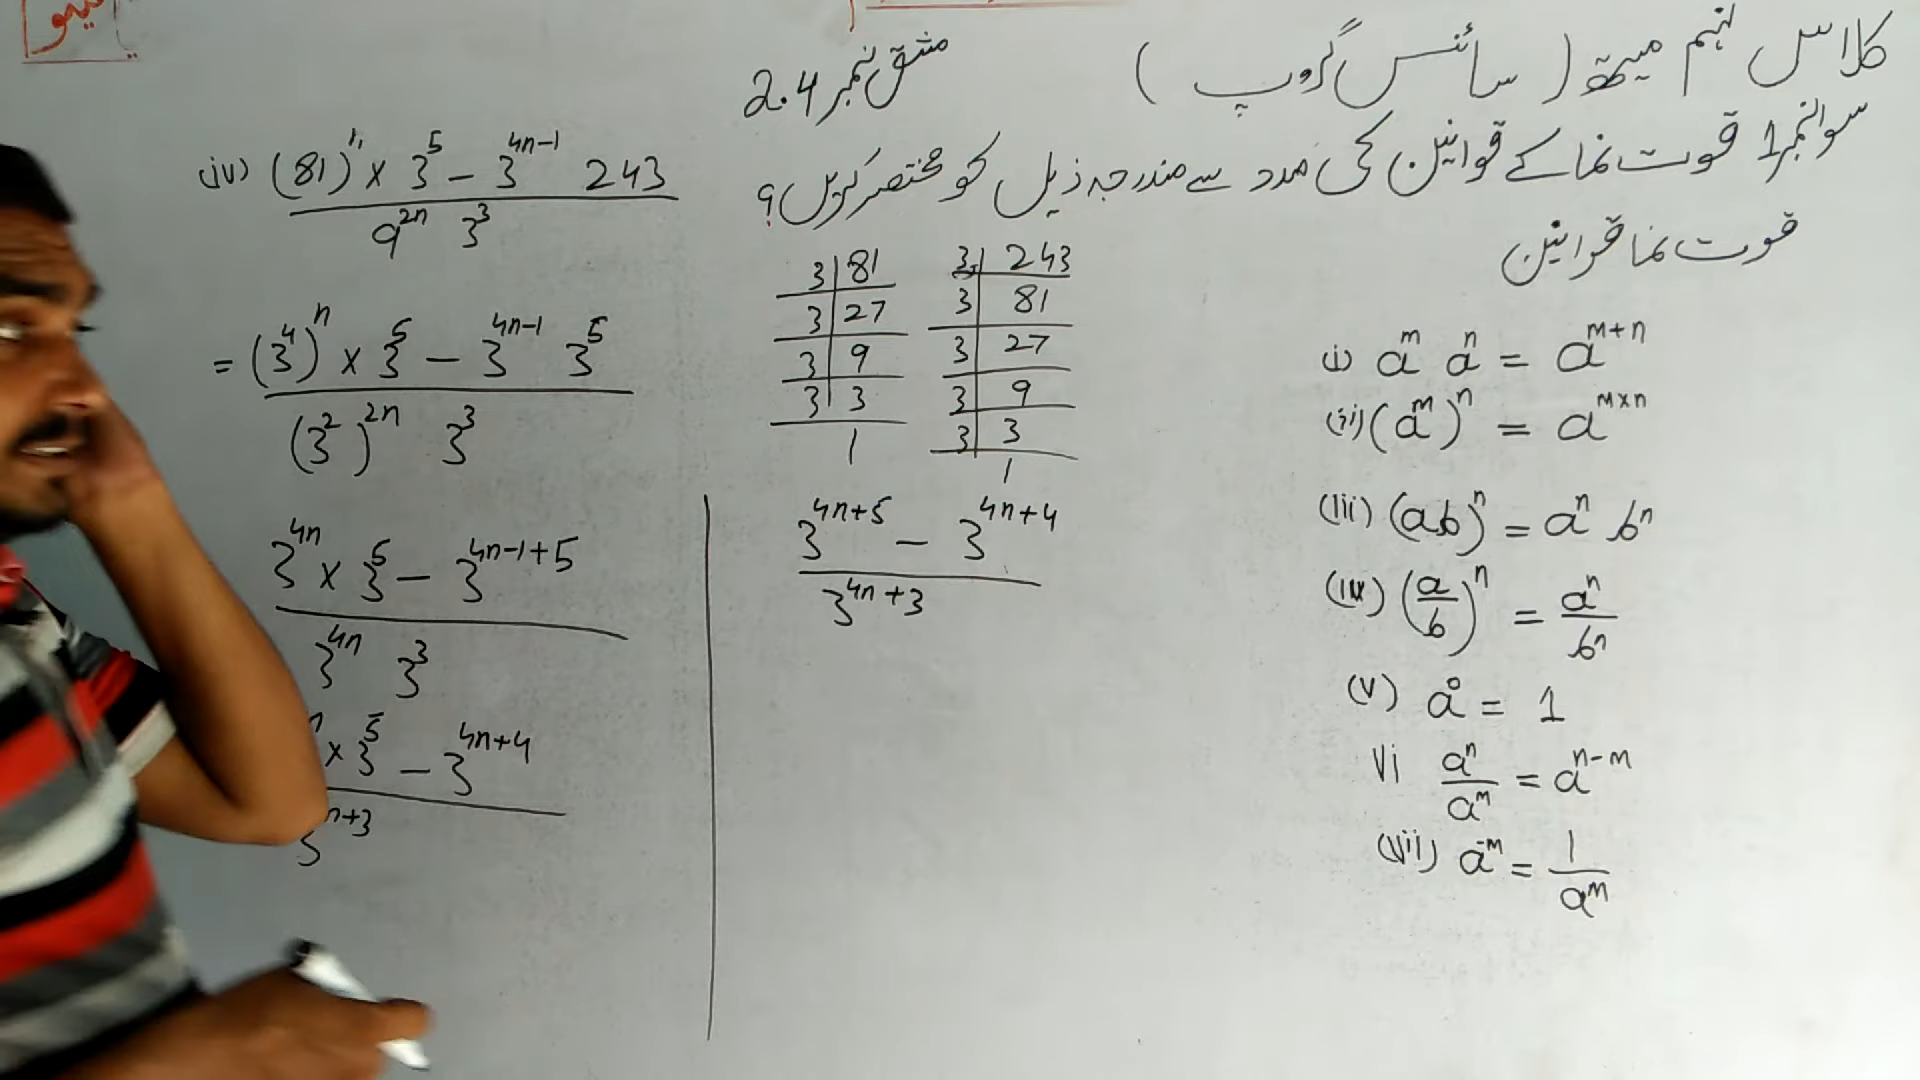 کلاس نہم میتھ (سائنس گروپ)
مشق نمبر 2.4
سوال نمبر 1 قوت نما کے قوانین کی مدد سے مندرجہ ذیل کو مختصر کریں؟
قوت نما قوانین
(i) a^m a^n = a^{m+n}
(ii) (a^m)^n = a^{m×n}
(iii) (ab)^n = a^n b^n
(a/b)^n = a^n/b^n
(v) a^0 = 1
Vi a^n/a^m = a^{n-m}
(Vii) a^{-m} = 1/a^m
(iv) (81)^n × 3^5 − 3^{4n-1} 243
9^{2n} 3^3
= (3^4)^n × 3^5 − 3^{4n-1} 3^5
(3^2)^{2n} 3^3
3^{4n} × 3^5 − 3^{4n-1+5}
3^{4n} 3^3
× 3^5 − 3^{4n+4}
3 | 81
3 | 27
3 | 9
3 | 3
1
3 | 243
3 | 81
3 | 27
3 | 9
3 | 3
1
3^{4n+5} − 3^{4n+4}
3^{4n+3}